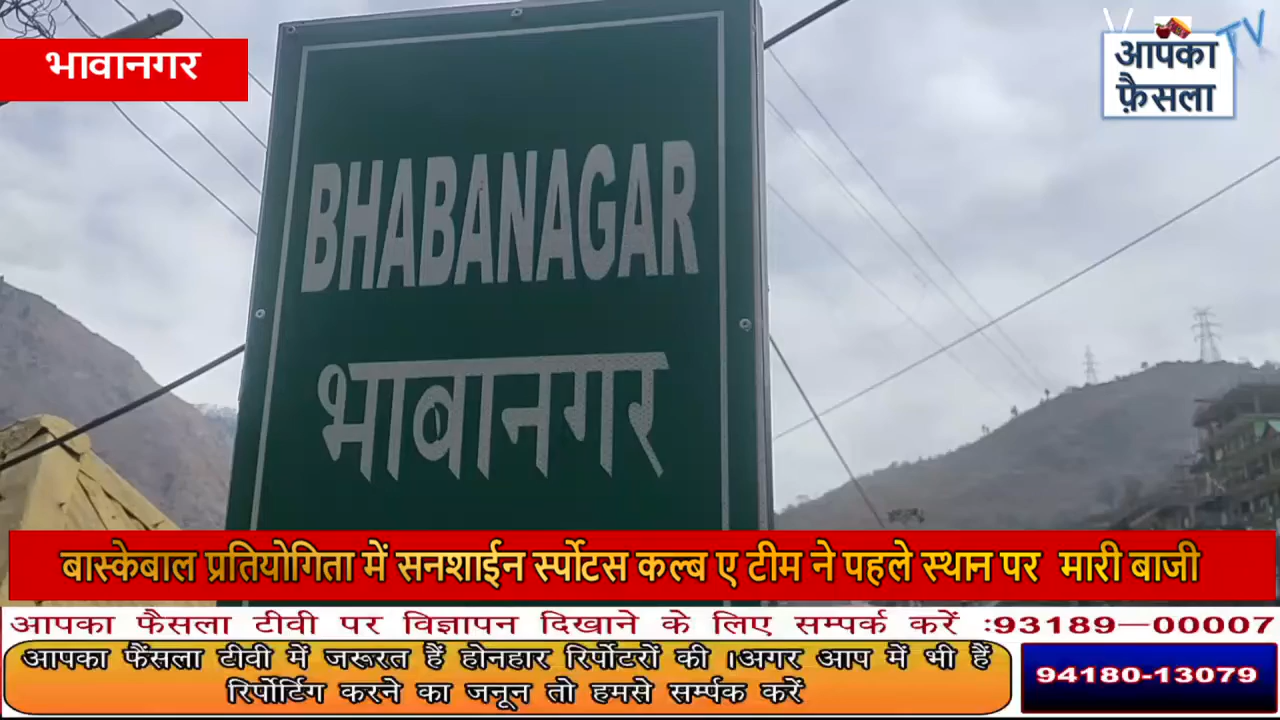 भावानगर
आपका
फ़ैसला
TV
BHABANAGAR
भावानगर
बास्केबाल प्रतियोगिता में सनशाईन स्र्पोटस कल्ब ए टीम ने पहले स्थान पर मारी बाजी
आपका फैसला टीवी पर विज्ञापन दिखाने के लिए सम्पर्क करें :93189—00007
आपका फैंसला टीवी में जरूरत हैं होनहार रिर्पोटरों की ।अगर आप में भी हैं
रिर्पोर्टिग करने का जनून तो हमसे सर्म्पक करें
94180-13079